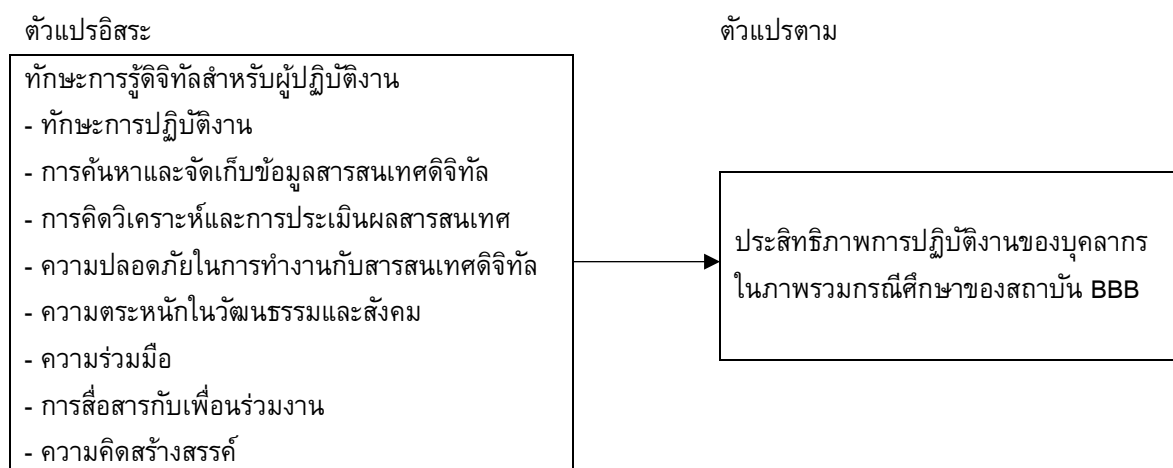 ตัวแปรอิสระ
ตัวแปรตาม
ทักษะการรู้ดิจิทัลสำหรับผู้ปฏิบัติงาน
- ทักษะการปฏิบัติงาน
- การค้นหาและจัดเก็บข้อมูลสารสนเทศดิจิทัล
- การคิดวิเคราะห์และการประเมินผลสารสนเทศ
- ความปลอดภัยในการทำงานกับสารสนเทศดิจิทัล
- ความตระหนักในวัฒนธรรมและสังคม
- ความร่วมมือ
- การสื่อสารกับเพื่อนร่วมงาน
- ความคิดสร้างสรรค์
ประสิทธิภาพการปฏิบัติงานของบุคลากร
ในภาพรวมกรณีศึกษาของสถาบัน BBB